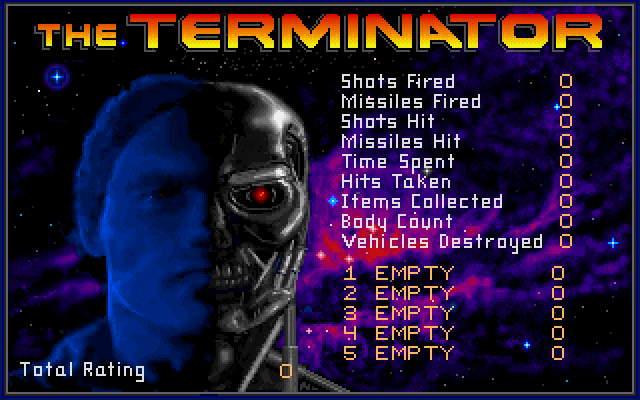 THE TERMINATOR
Shots Fired 0
Missiles Fired 0
Shots Hit 0
Missiles Hit 0
Time Spent 0
Hits Taken 0
Items Collected 0
Body Count 0
Vehicles Destroyed 0
1 EMPTY 0
2 EMPTY 0
3 EMPTY 0
4 EMPTY 0
5 EMPTY 0
Total Rating 0